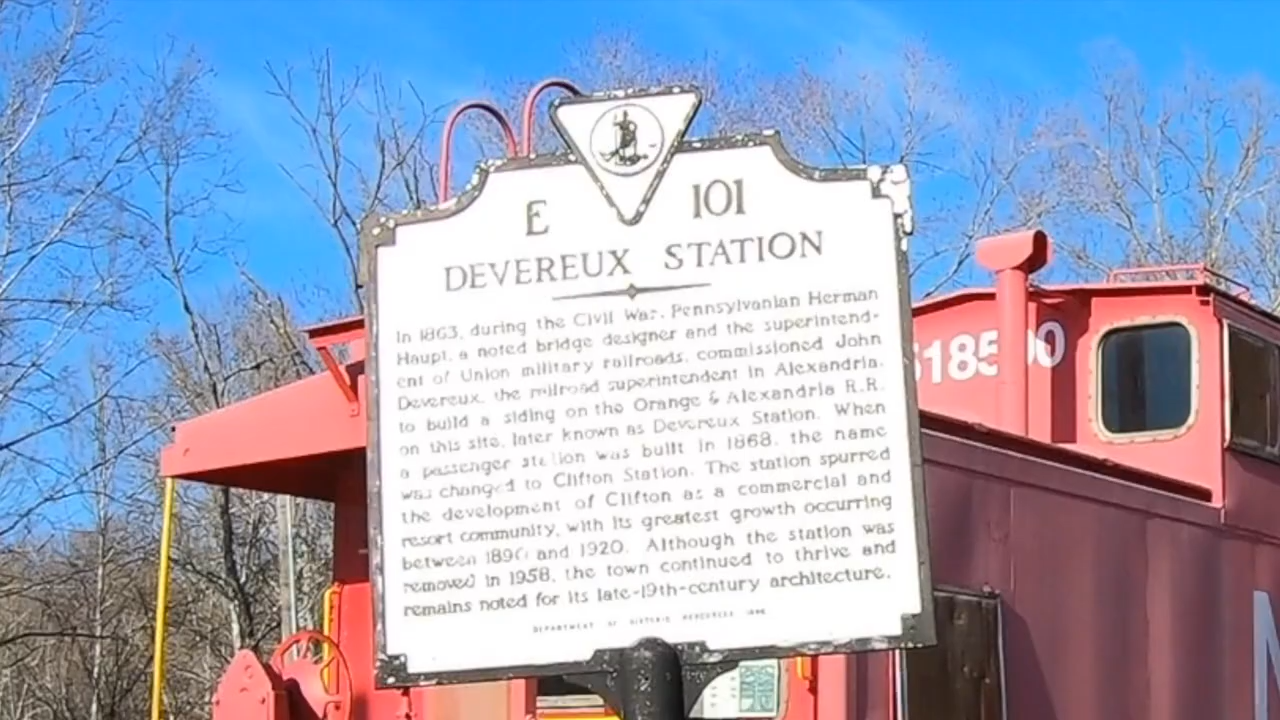 E 101
DEVEREUX STATION
In 1863, during the Civil War, Pennsylvanian Herman
Haupt, a noted bridge designer and the superintend-
ent of Union military railroads, commissioned John
Devereux, the railroad superintendent in Alexandria,
to build a siding on the Orange & Alexandria R.R.
on this site, later known as Devereux Station. When
a passenger station was built in 1868, the name
was changed to Clifton Station. The station spurred
the development of Clifton as a commercial and
resort community, with its greatest growth occurring
between 1890 and 1920. Although the station was
removed in 1958, the town continued to thrive and
remains noted for its late-19th-century architecture.
DEPARTMENT OF HISTORIC RESOURCES
518500
N